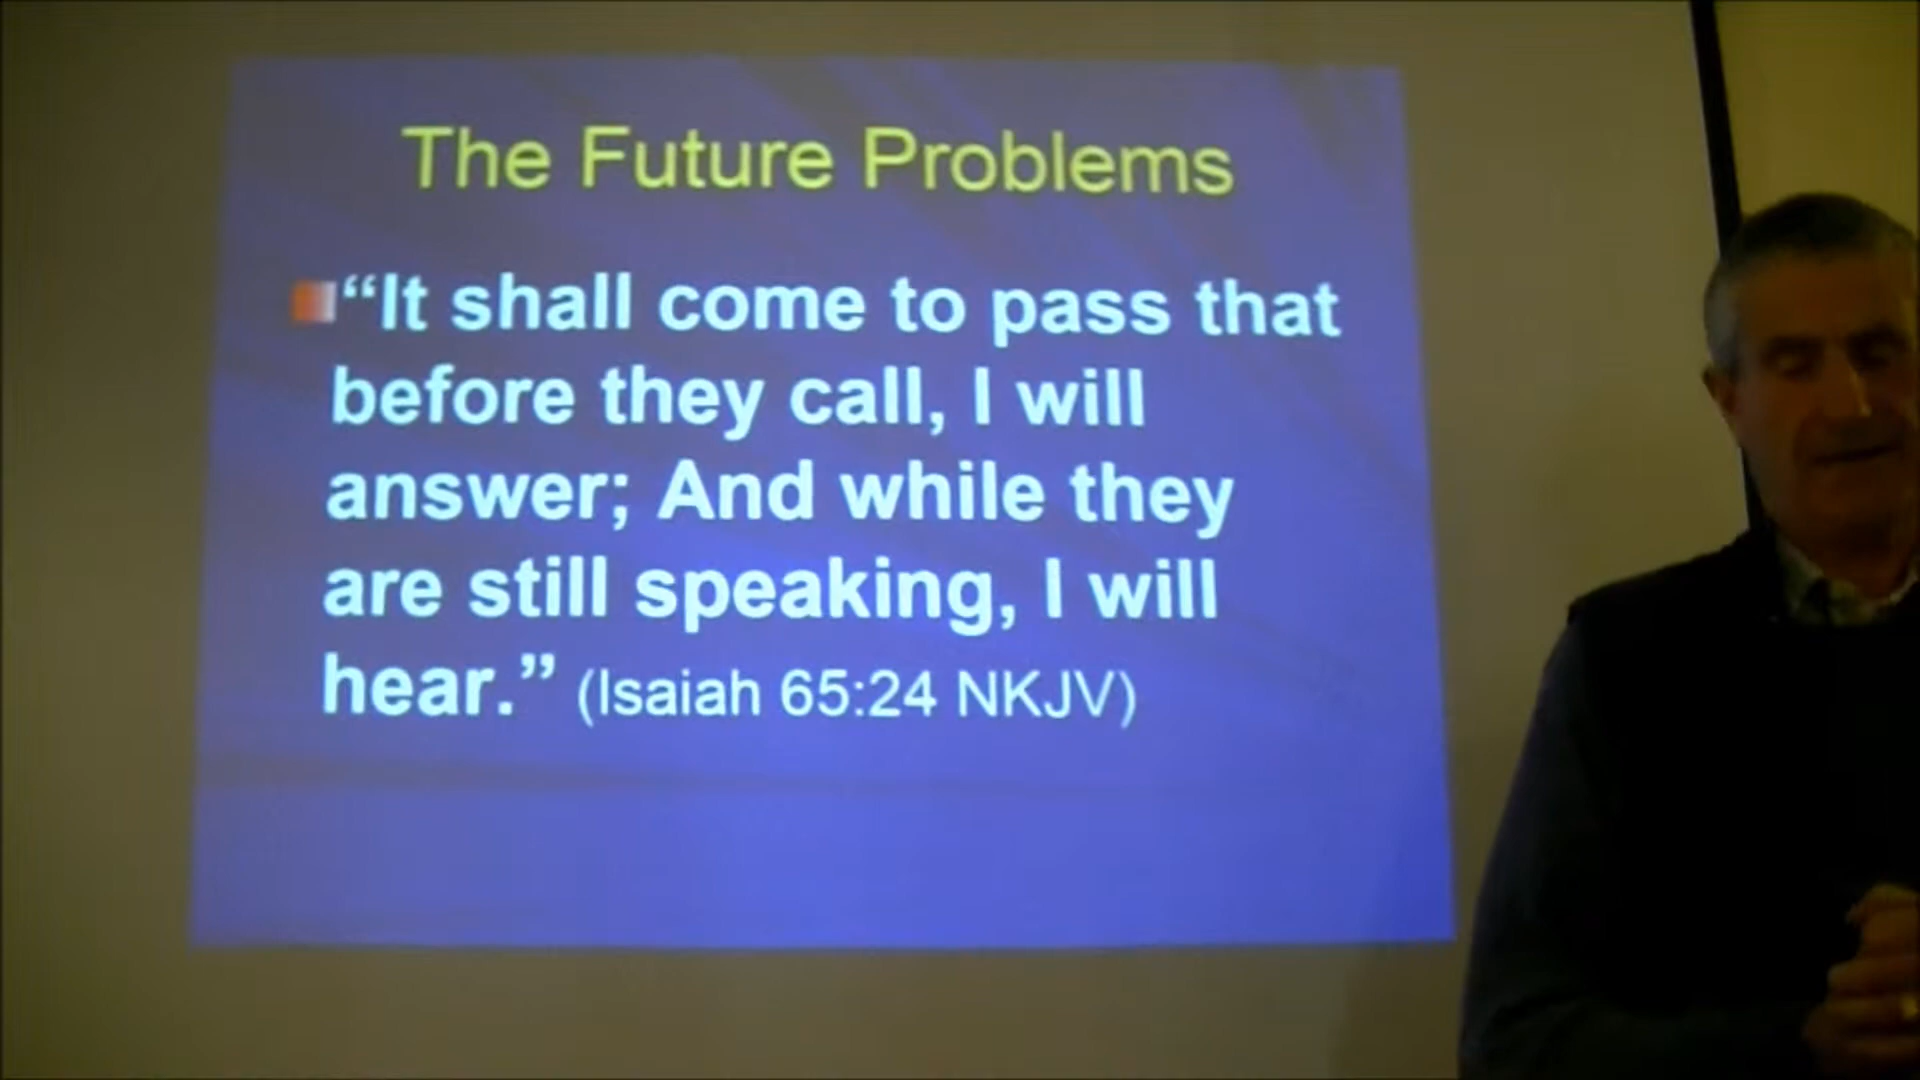 The Future Problems
“It shall come to pass that
before they call, I will
answer; And while they
are still speaking, I will
hear.” (Isaiah 65:24 NKJV)